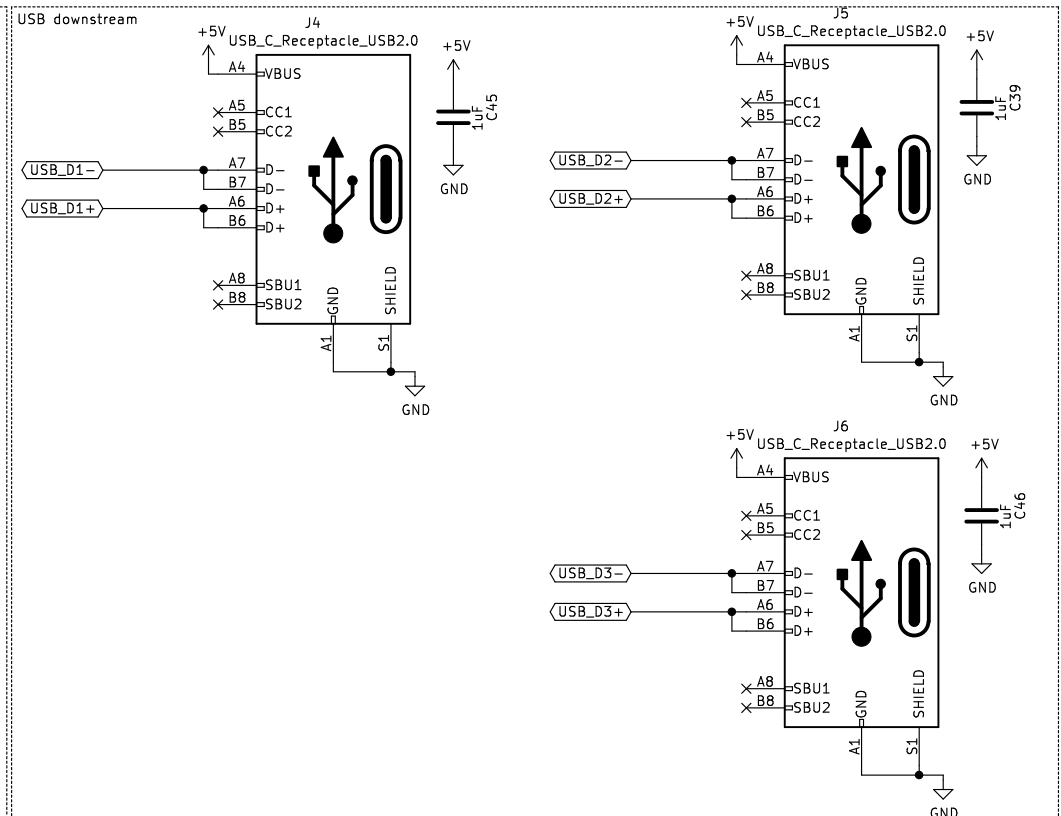 USB downstream
J4
USB_C_Receptacle_USB2.0
+5V
A4
VBUS
A5
CC1
B5
CC2
USB_D1-
A7
D-
B7
D-
USB_D1+
A6
D+
B6
D+
A8
SBU1
B8
SBU2
GND
SHIELD
A1
S1
GND
+5V
1uF
C45
GND
J5
USB_C_Receptacle_USB2.0
+5V
A4
VBUS
A5
CC1
B5
CC2
USB_D2-
A7
D-
B7
D-
USB_D2+
A6
D+
B6
D+
A8
SBU1
B8
SBU2
GND
SHIELD
A1
S1
GND
+5V
1uF
C39
GND
J6
USB_C_Receptacle_USB2.0
+5V
A4
VBUS
A5
CC1
B5
CC2
USB_D3-
A7
D-
B7
D-
USB_D3+
A6
D+
B6
D+
A8
SBU1
B8
SBU2
GND
SHIELD
A1
S1
GND
+5V
1uF
C46
GND